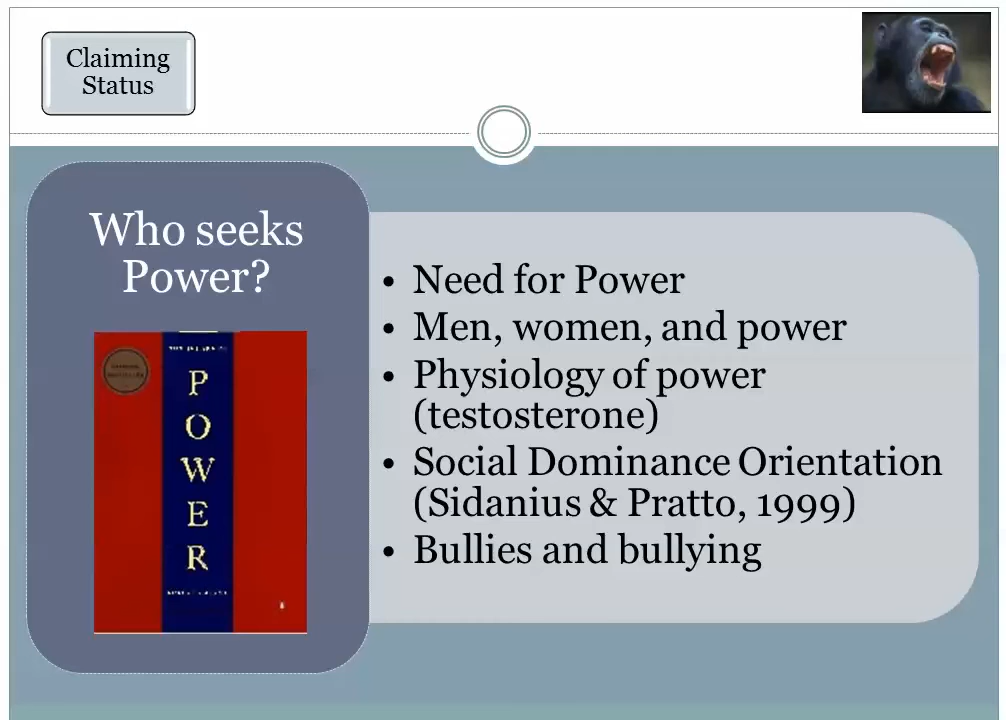 Claiming
Status
Who seeks
Power?
P
O
W
E
R
• Need for Power
• Men, women, and power
• Physiology of power
(testosterone)
• Social Dominance Orientation
(Sidanius & Pratto, 1999)
• Bullies and bullying